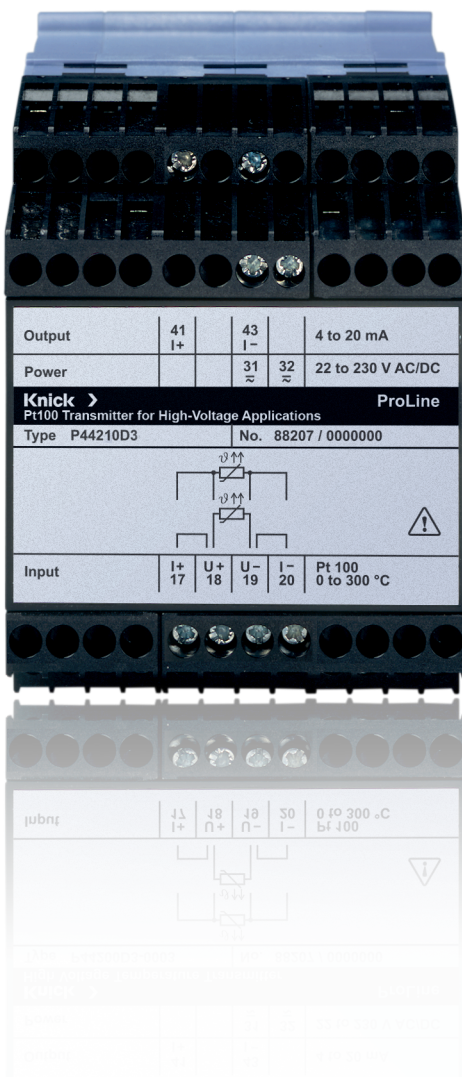 Output 41 43 4 to 20 mA
I+ I−
Power 31 32 22 to 230 V AC/DC
Knick > ProLine
Pt100 Transmitter for High-Voltage Applications
Type P44210D3 No. 88207 / 0000000
ϑ↑↑
ϑ↑↑
Input I+ U+ U− I− Pt 100
17 18 19 20 0 to 300 °C